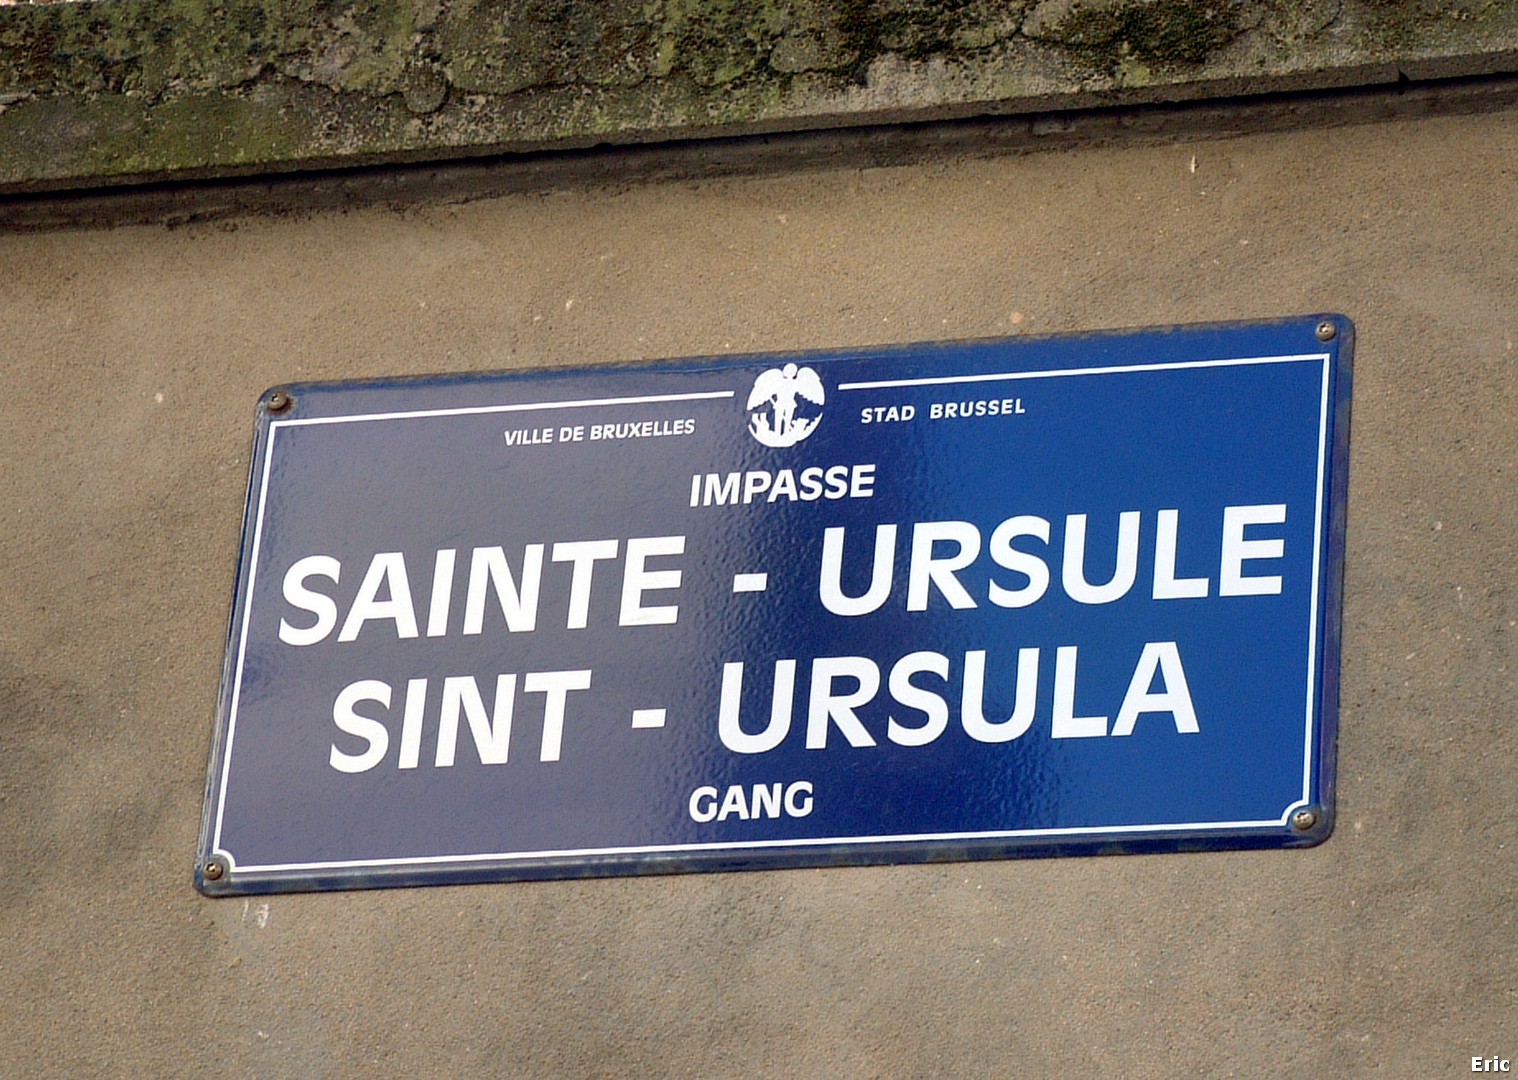 VILLE DE BRUXELLES STAD BRUSSEL
IMPASSE
SAINTE - URSULE
SINT - URSULA
GANG
Eric